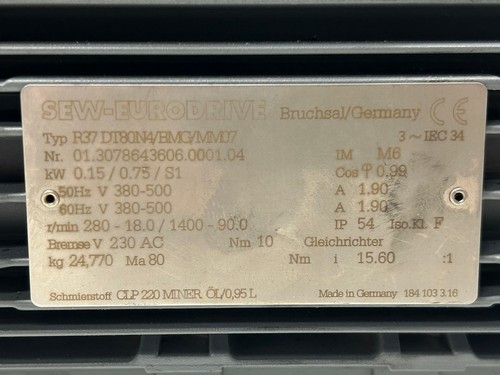 SEW-EURODRIVE Bruchsal/Germany CE
Typ R37 DT80N4/BMG/MM07 3~IEC 34
Nr. 01.3078643606.0001.04 IM M6
kW 0.15 / 0.75 / S1 Cos φ 0.99
50Hz V 380-500 A 1.90
60Hz V 380-500 A 1.90
r/min 280 - 18.0 / 1400 - 90.0 IP 54 Iso.Kl. F
Bremse V 230 AC Nm 10 Gleichrichter
kg 24,770 Ma 80 Nm i 15.60 :1
Schmierstoff CLP 220 MINER. ÖL/0,95 L Made in Germany 184 103 3.16